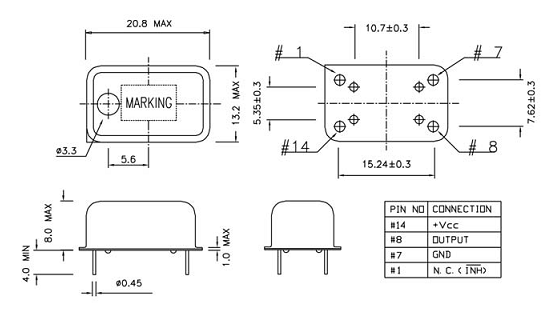 20.8 MAX
10.7±0.3
# 1
# 7
MARKING
13.2 MAX
5.35±0.3
7.62±0.3
ø3.3
5.6
#14
# 8
15.24±0.3
8.0 MAX
4.0 MIN
1.0 MAX
ø0.45
PIN NO CONNECTION
#14 +Vcc
#8 OUTPUT
#7 GND
#1 N.C.(INH)